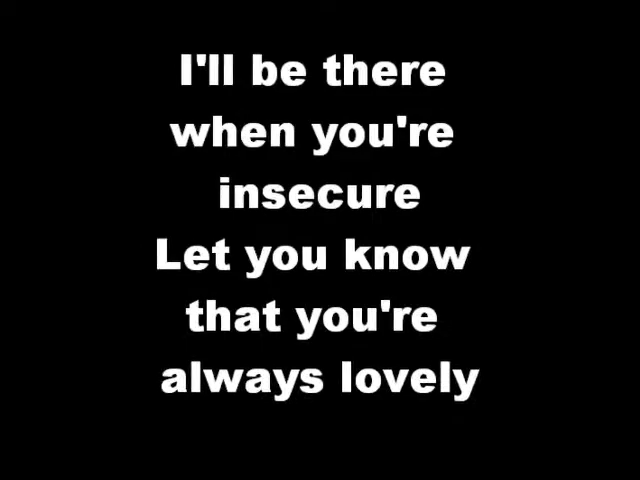 I'll be there
when you're
insecure
Let you know
that you're
always lovely